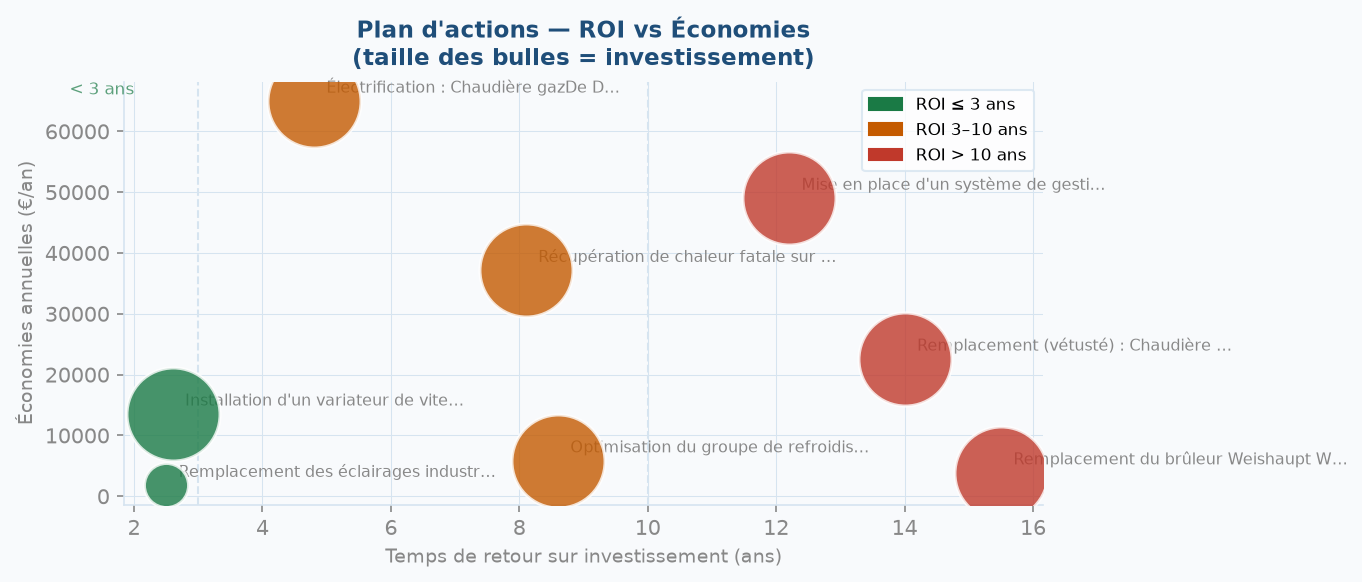 Plan d'actions — ROI vs Économies
(taille des bulles = investissement)
< 3 ans
Électrification : Chaudière gazDe D…
ROI ≤ 3 ans
ROI 3–10 ans
ROI > 10 ans
Mise en place d'un système de gesti…
Récupération de chaleur fatale sur …
Remplacement (vétusté) : Chaudière …
Installation d'un variateur de vite…
Optimisation du groupe de refroidis…
Remplacement du brûleur Weishaupt W…
Remplacement des éclairages industr…
Économies annuelles (€/an)
60000
50000
40000
30000
20000
10000
0
2 4 6 8 10 12 14 16
Temps de retour sur investissement (ans)